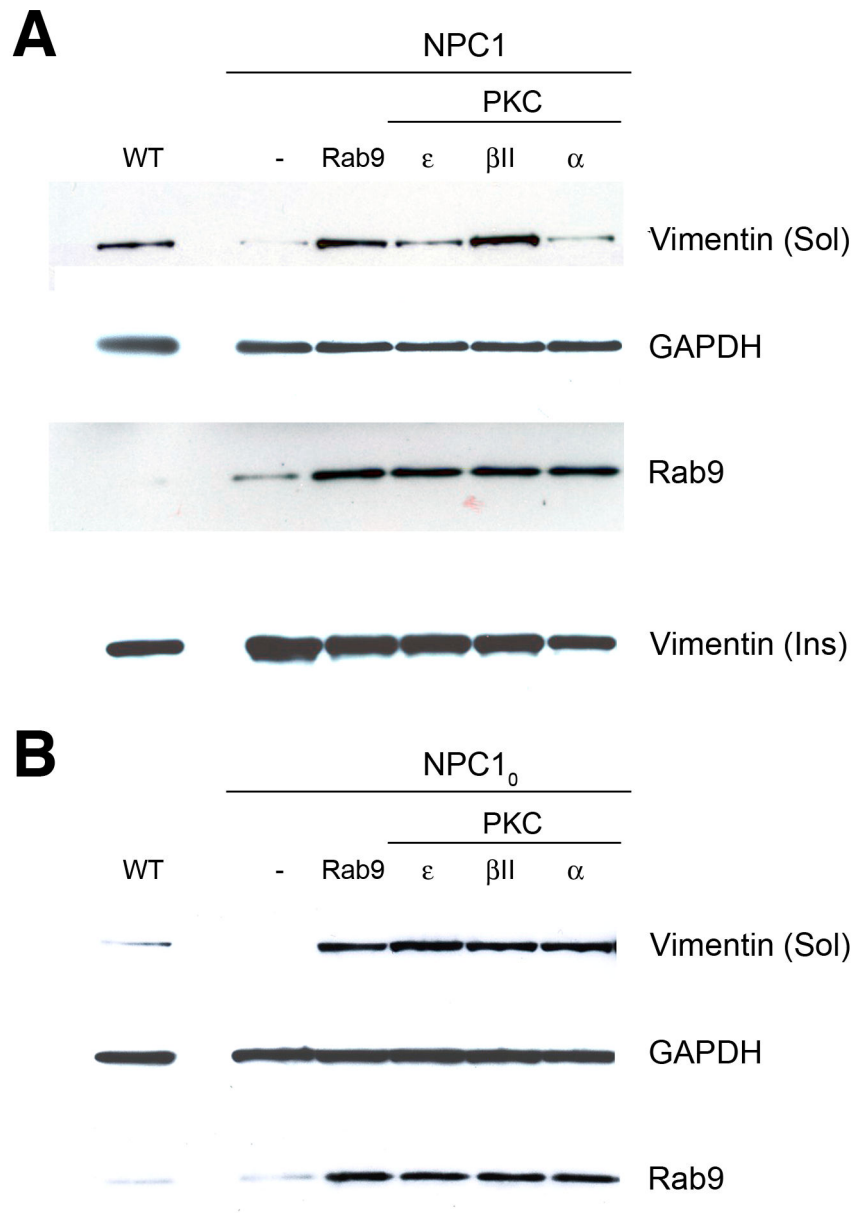 A
NPC1
PKC
WT - Rab9 ε βII α
Vimentin (Sol)
GAPDH
Rab9
Vimentin (Ins)
B
NPC1₀
PKC
WT - Rab9 ε βII α
Vimentin (Sol)
GAPDH
Rab9